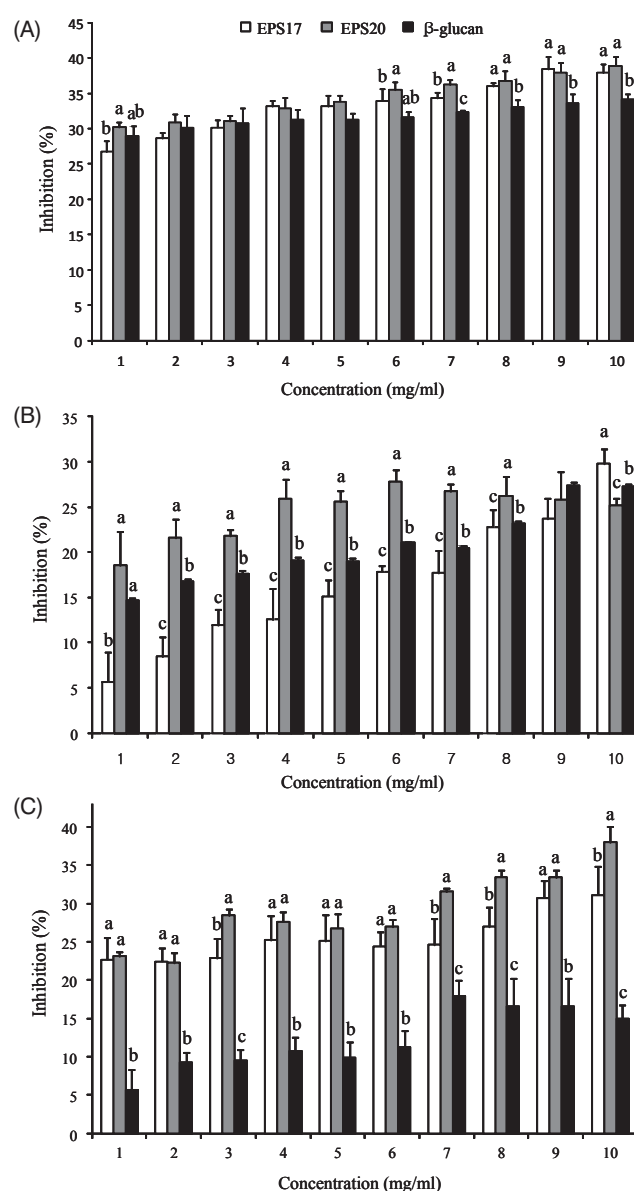 (A)
EPS17 EPS20 β-glucan
45
40
35
30
25
20
15
10
5
0
Inhibition (%)
b a ab b a ab b a c a a b a a b a a b
1 2 3 4 5 6 7 8 9 10
Concentration (mg/ml)
(B)
35
30
25
20
15
10
5
0
Inhibition (%)
b a a c a b c a b c a b c a b c a b c a b c a b a c b
1 2 3 4 5 6 7 8 9 10
Concentration (mg/ml)
(C)
40
35
30
25
20
15
10
5
0
Inhibition (%)
a a b a a b b a c a a b a a b a a b b a c b a c a a b b a c
1 2 3 4 5 6 7 8 9 10
Concentration (mg/ml)